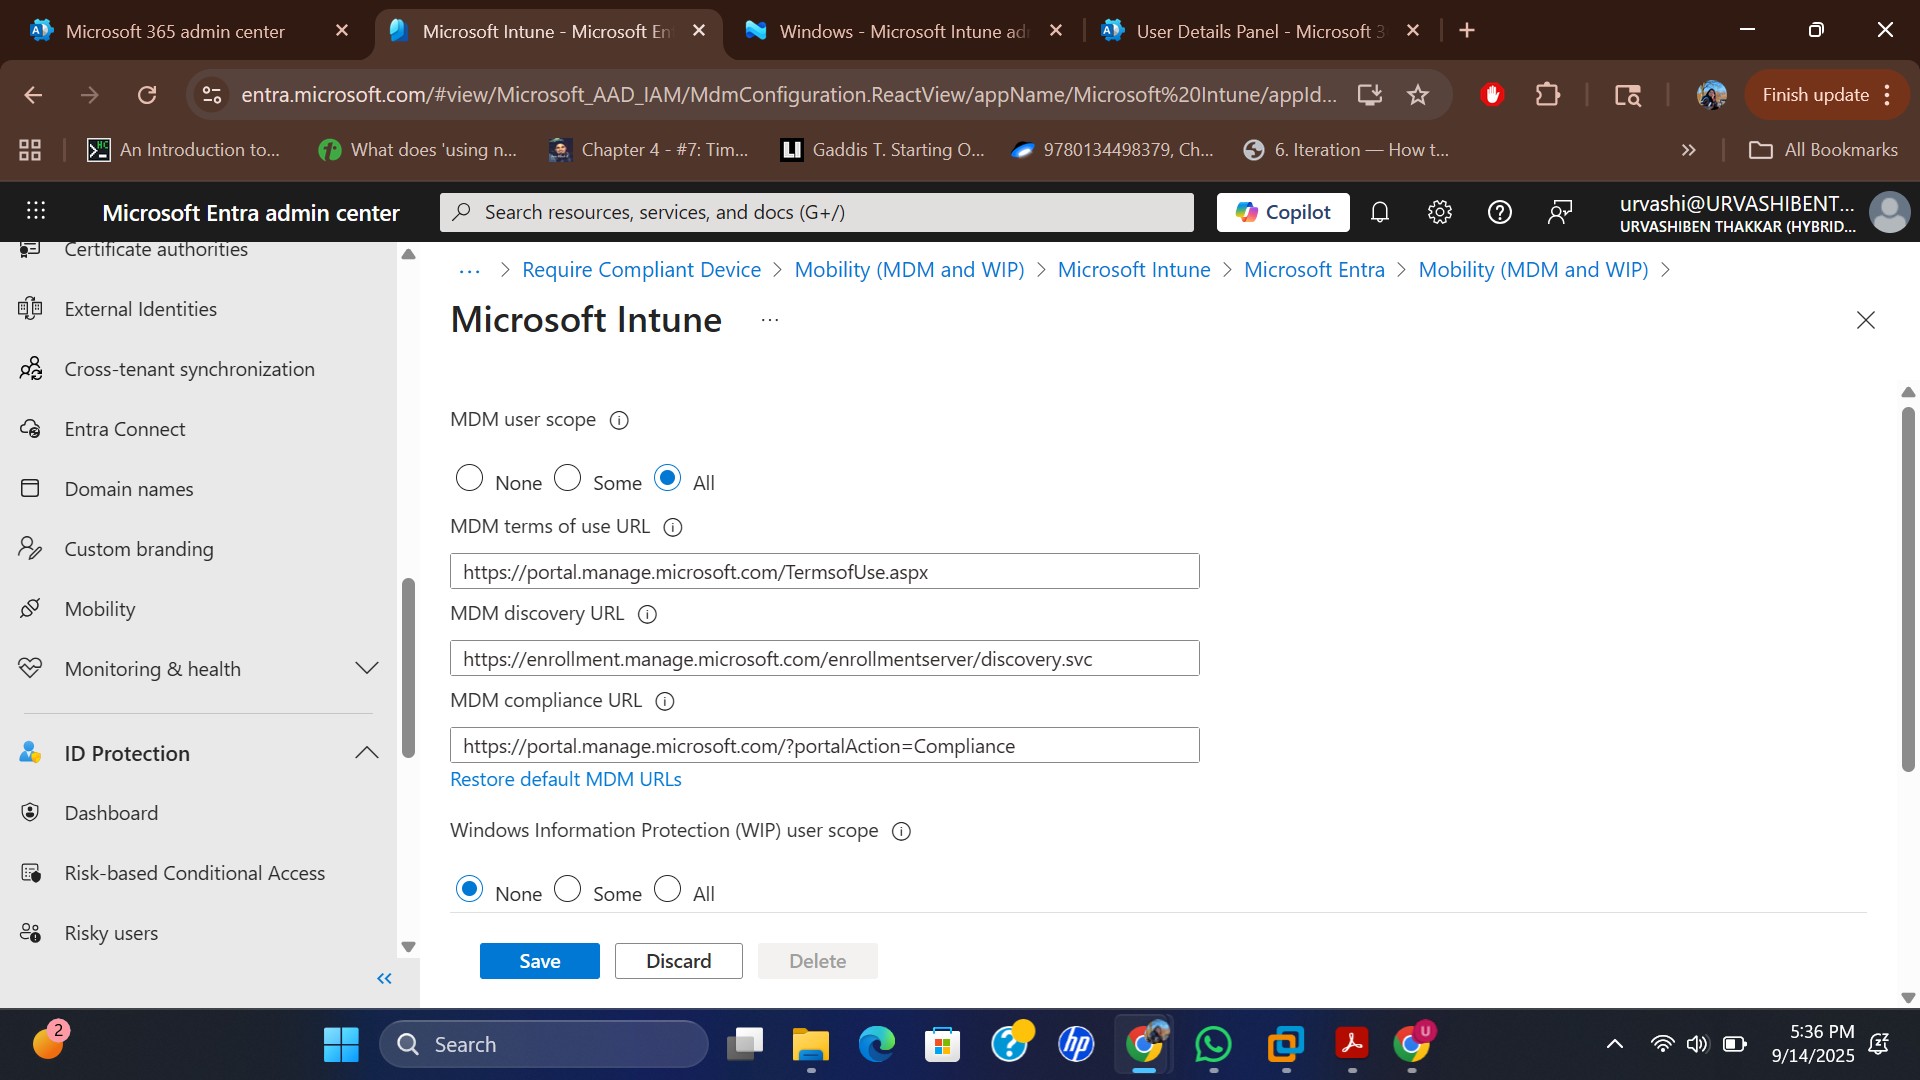 Microsoft 365 admin center
Microsoft Intune - Microsoft En
Windows - Microsoft Intune ad
User Details Panel - Microsoft 3
entra.microsoft.com/#view/Microsoft_AAD_IAM/MdmConfiguration.ReactView/appName/Microsoft%20Intune/appId...
Finish update
An Introduction to...
What does 'using n...
Chapter 4 - #7: Tim...
LI
Gaddis T. Starting O...
9780134498379, Ch...
6. Iteration — How t...
All Bookmarks
Microsoft Entra admin center
Search resources, services, and docs (G+/)
Copilot
urvashi@URVASHIBENT...
URVASHIBEN THAKKAR (HYBRID...
Certificate authorities
External Identities
Cross-tenant synchronization
Entra Connect
Domain names
Custom branding
Mobility
Monitoring & health
ID Protection
Dashboard
Risk-based Conditional Access
Risky users
... > Require Compliant Device > Mobility (MDM and WIP) > Microsoft Intune > Microsoft Entra > Mobility (MDM and WIP) >
Microsoft Intune ...
MDM user scope
None Some All
MDM terms of use URL
https://portal.manage.microsoft.com/TermsofUse.aspx
MDM discovery URL
https://enrollment.manage.microsoft.com/enrollmentserver/discovery.svc
MDM compliance URL
https://portal.manage.microsoft.com/?portalAction=Compliance
Restore default MDM URLs
Windows Information Protection (WIP) user scope
None Some All
Save
Discard
Delete
2
Search
hp
U
5:36 PM
9/14/2025